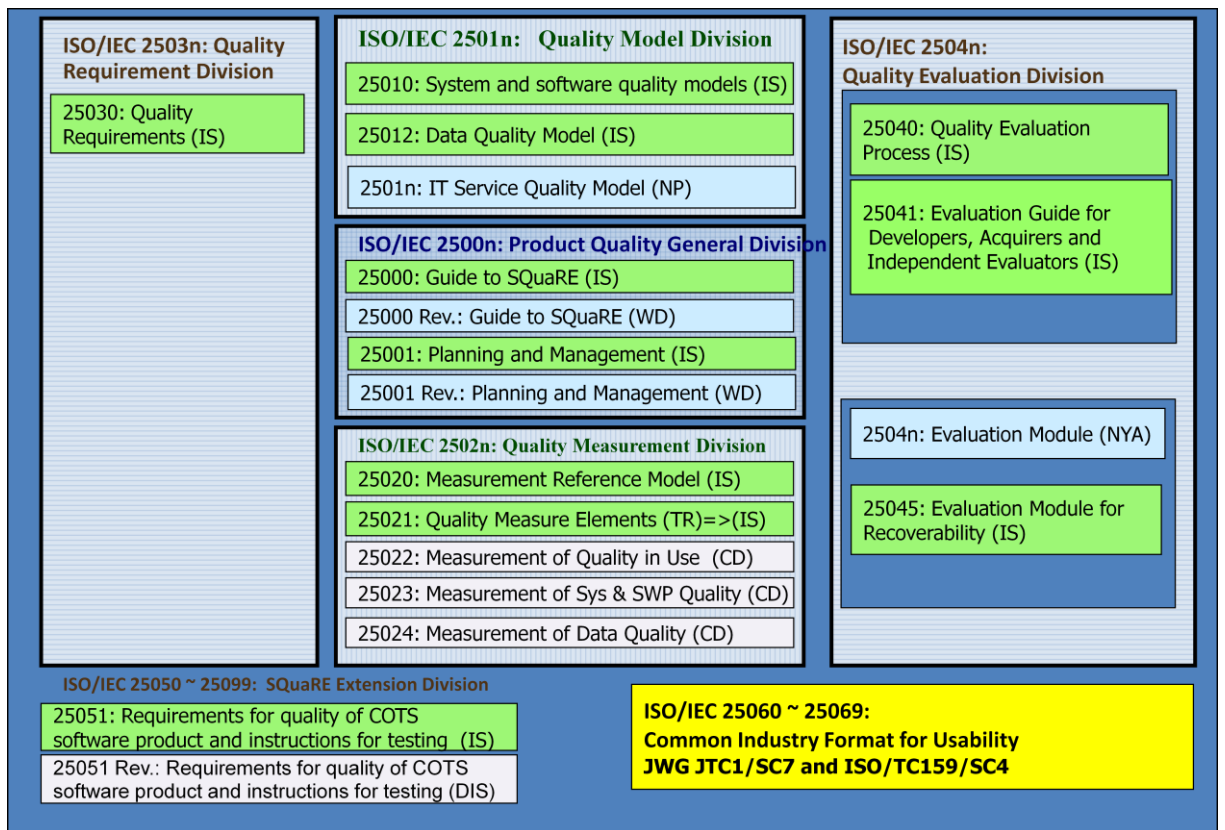 ISO/IEC 2503n: Quality
Requirement Division
25030: Quality
Requirements (IS)
ISO/IEC 2501n: Quality Model Division
25010: System and software quality models (IS)
25012: Data Quality Model (IS)
2501n: IT Service Quality Model (NP)
ISO/IEC 2500n: Product Quality General Division
25000: Guide to SQuaRE (IS)
25000 Rev.: Guide to SQuaRE (WD)
25001: Planning and Management (IS)
25001 Rev.: Planning and Management (WD)
ISO/IEC 2502n: Quality Measurement Division
25020: Measurement Reference Model (IS)
25021: Quality Measure Elements (TR)=>(IS)
25022: Measurement of Quality in Use (CD)
25023: Measurement of Sys & SWP Quality (CD)
25024: Measurement of Data Quality (CD)
ISO/IEC 2504n:
Quality Evaluation Division
25040: Quality Evaluation
Process (IS)
25041: Evaluation Guide for
Developers, Acquirers and
Independent Evaluators (IS)
2504n: Evaluation Module (NYA)
25045: Evaluation Module for
Recoverability (IS)
ISO/IEC 25050 ~ 25099: SQuaRE Extension Division
25051: Requirements for quality of COTS
software product and instructions for testing (IS)
25051 Rev.: Requirements for quality of COTS
software product and instructions for testing (DIS)
ISO/IEC 25060 ~ 25069:
Common Industry Format for Usability
JWG JTC1/SC7 and ISO/TC159/SC4